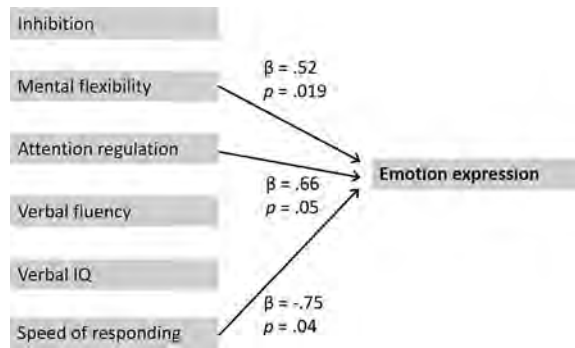 Inhibition
Mental flexibility
β = .52
p = .019
Attention regulation
Emotion expression
β = .66
p = .05
Verbal fluency
Verbal IQ
β = -.75
p = .04
Speed of responding